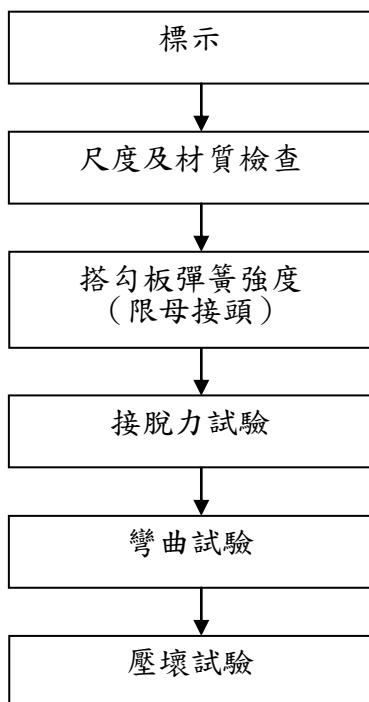 標示
尺度及材質檢查
搭勾板彈簧強度
（限母接頭）
接脫力試驗
彎曲試驗
壓壞試驗